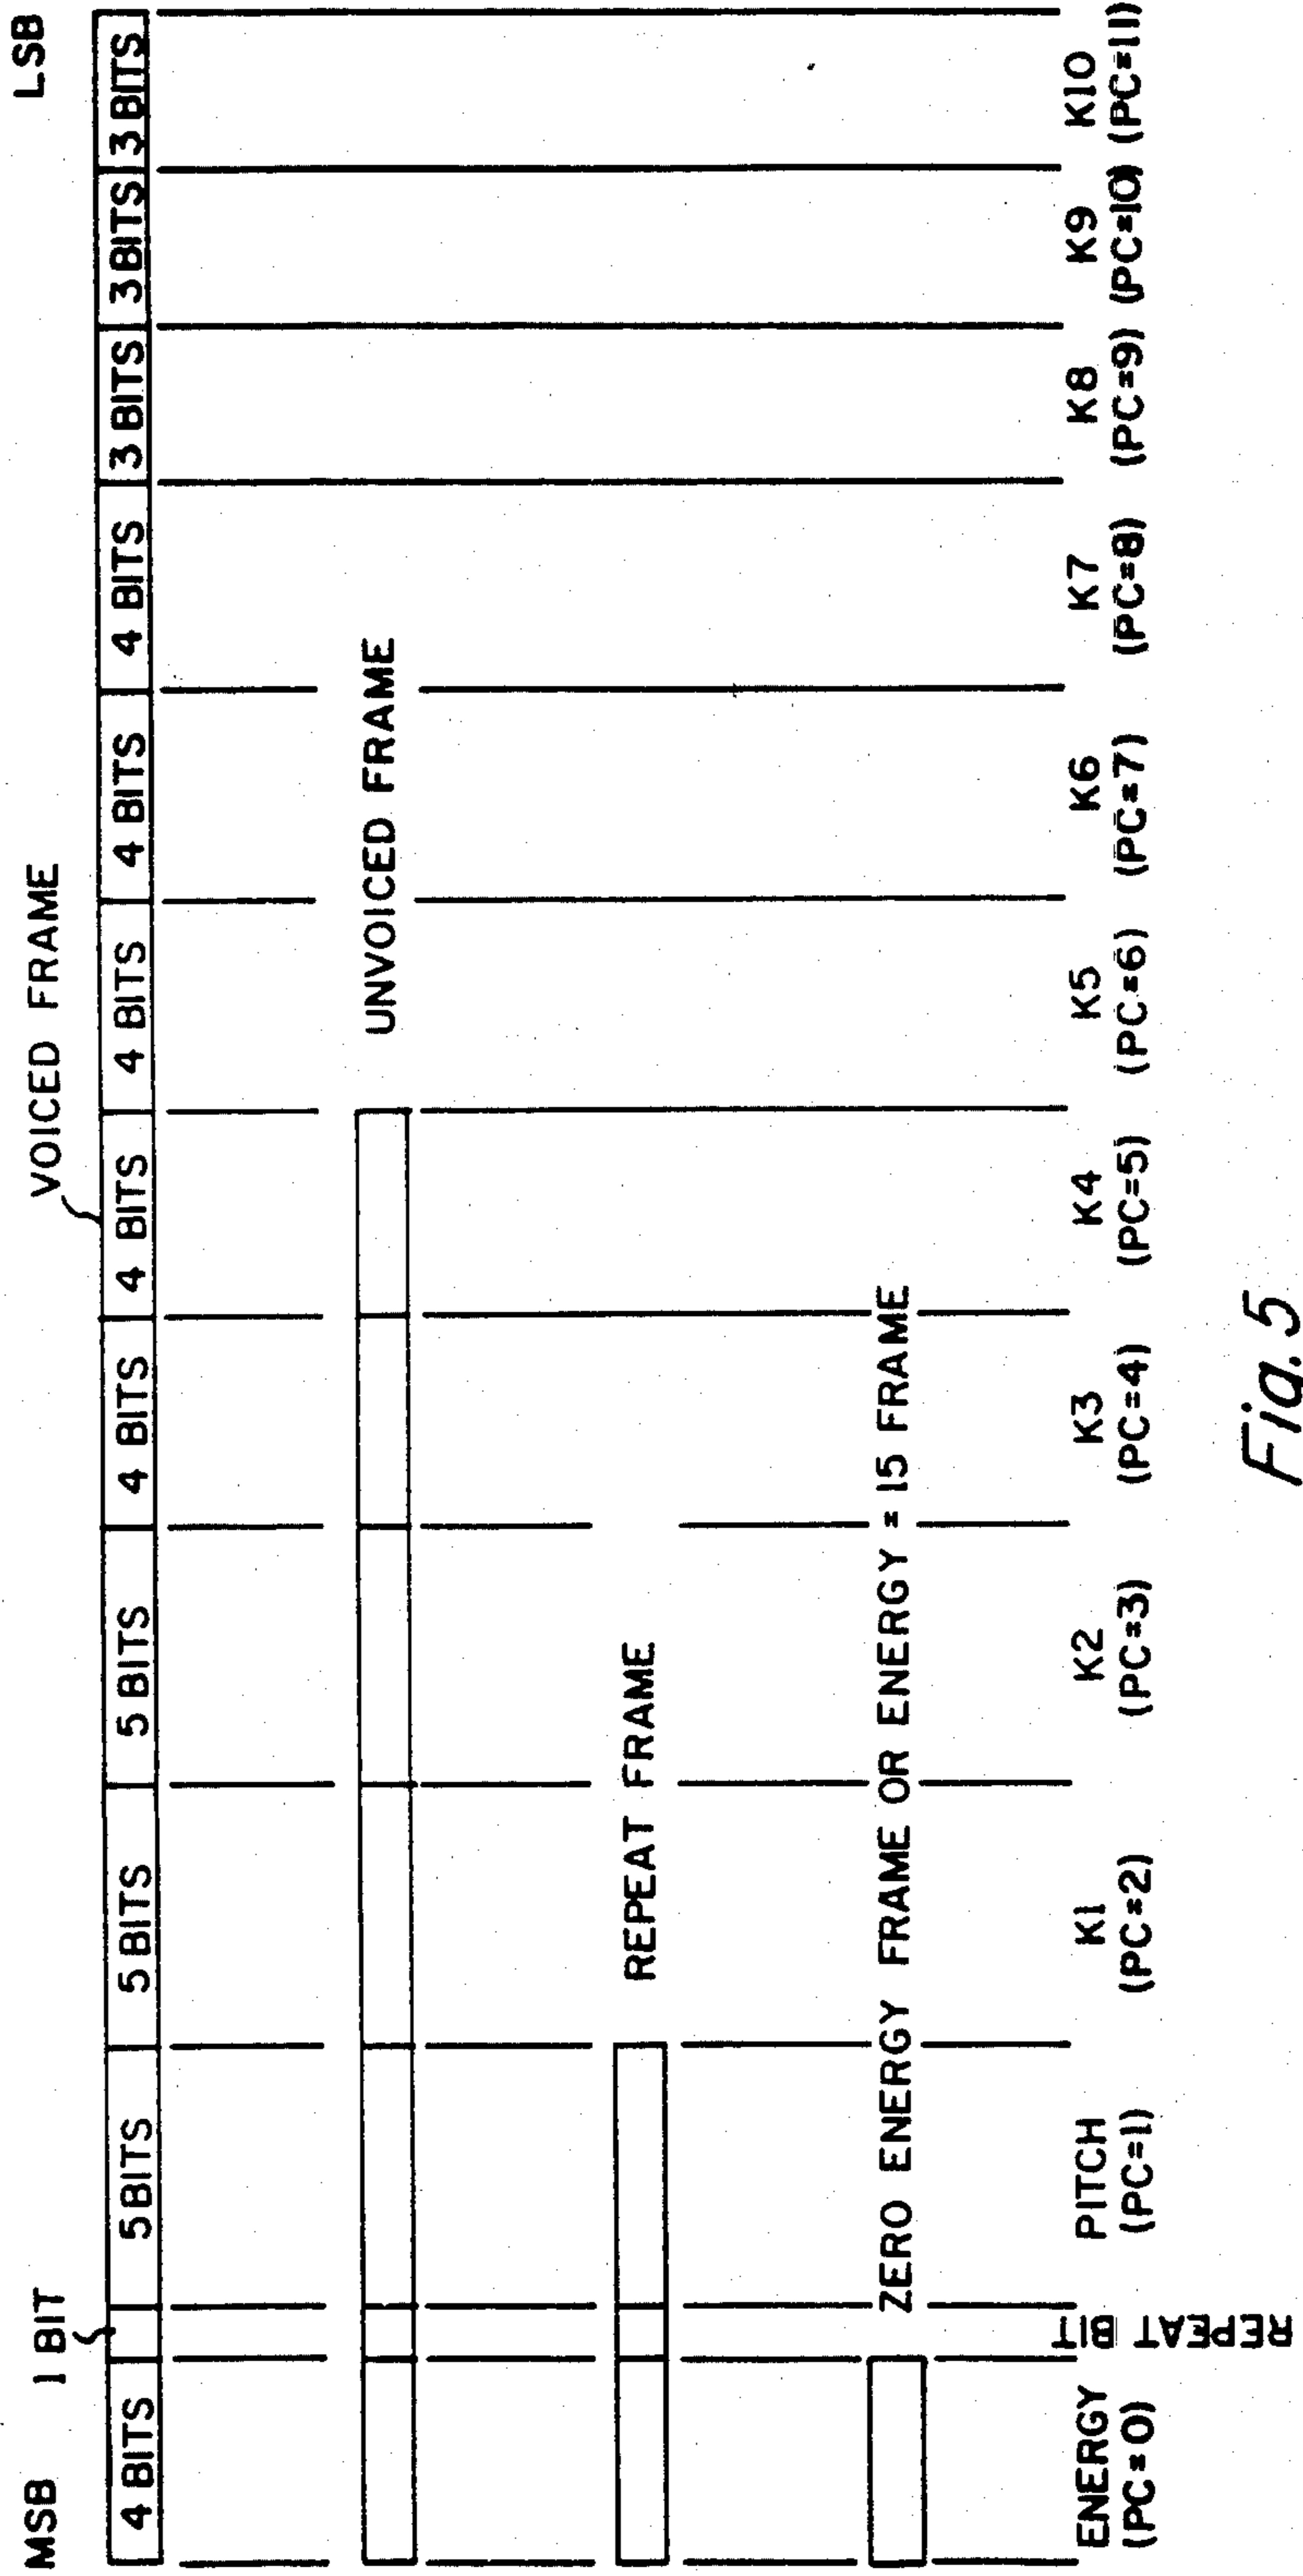 MSB
1 BIT
VOICED FRAME
LSB
4 BITS
5 BITS
5 BITS
5 BITS
4 BITS
4 BITS
4 BITS
4 BITS
4 BITS
3 BITS
3 BITS
3 BITS
UNVOICED FRAME
REPEAT FRAME
ZERO ENERGY FRAME OR ENERGY = 15 FRAME
ENERGY
(PC=0)
REPEAT BIT
PITCH
(PC=1)
K1
(PC=2)
K2
(PC=3)
K3
(PC=4)
K4
(PC=5)
K5
(PC=6)
K6
(PC=7)
K7
(PC=8)
K8
(PC=9)
K9
(PC=10)
K10
(PC=11)
Fig. 5